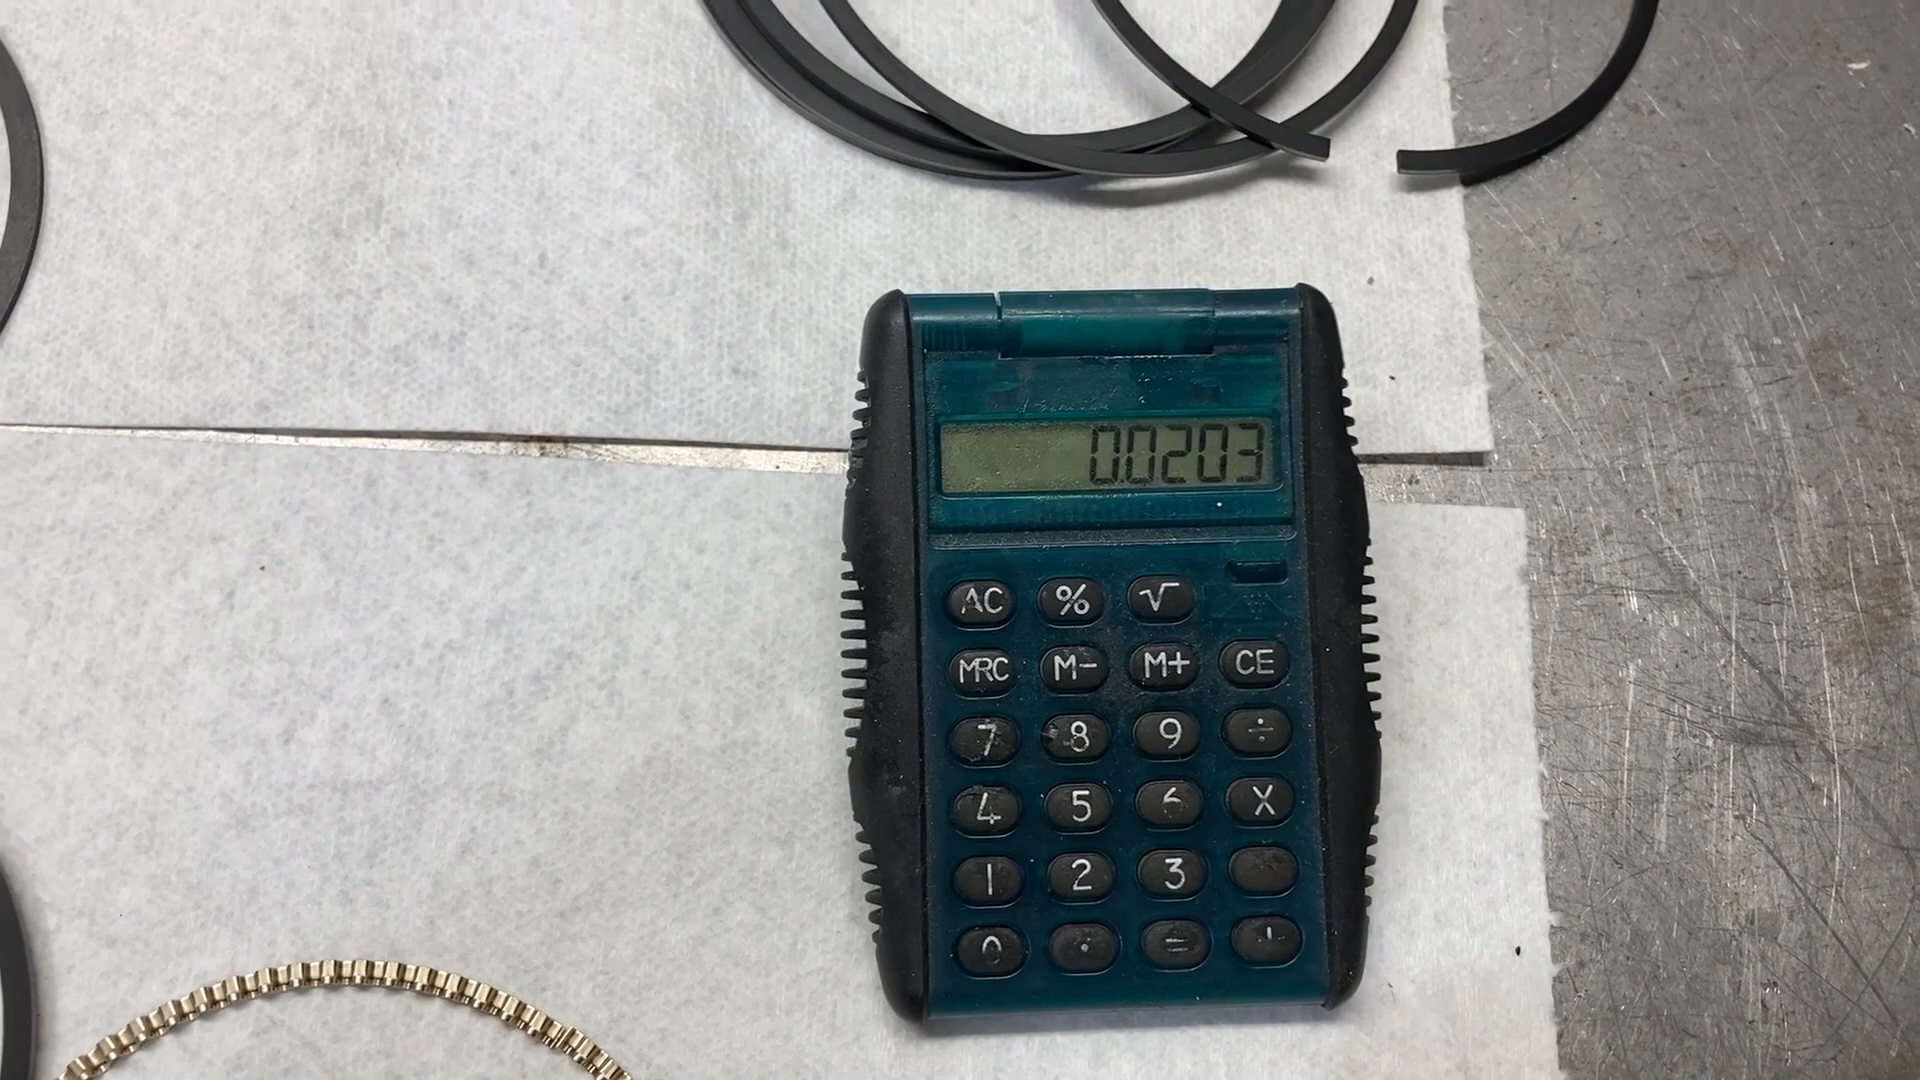 0.0203
AC % √
MRC M- M+ CE
7 8 9 ÷
4 5 6 X
1 2 3
0 . = +